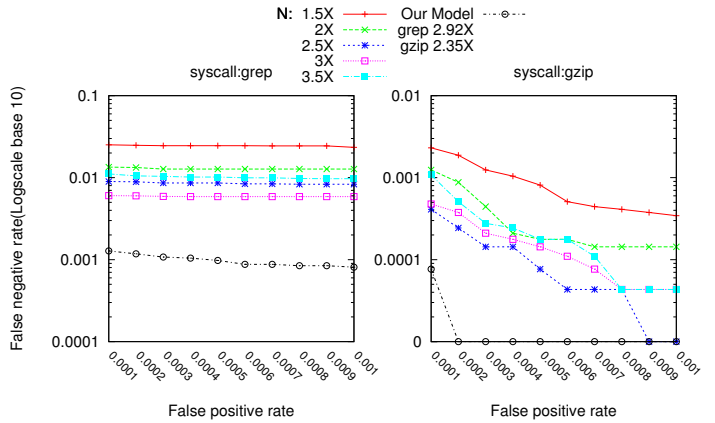 N: 1.5X Our Model
2X grep 2.92X
2.5X gzip 2.35X
3X
3.5X
syscall:grep syscall:gzip
False negative rate(Logscale base 10)
0.1
0.01
0.001
0.0001
0.0001 0.0002 0.0003 0.0004 0.0005 0.0006 0.0007 0.0008 0.0009 0.001
False positive rate
0.01
0.001
0.0001
0
0.0001 0.0002 0.0003 0.0004 0.0005 0.0006 0.0007 0.0008 0.0009 0.001
False positive rate